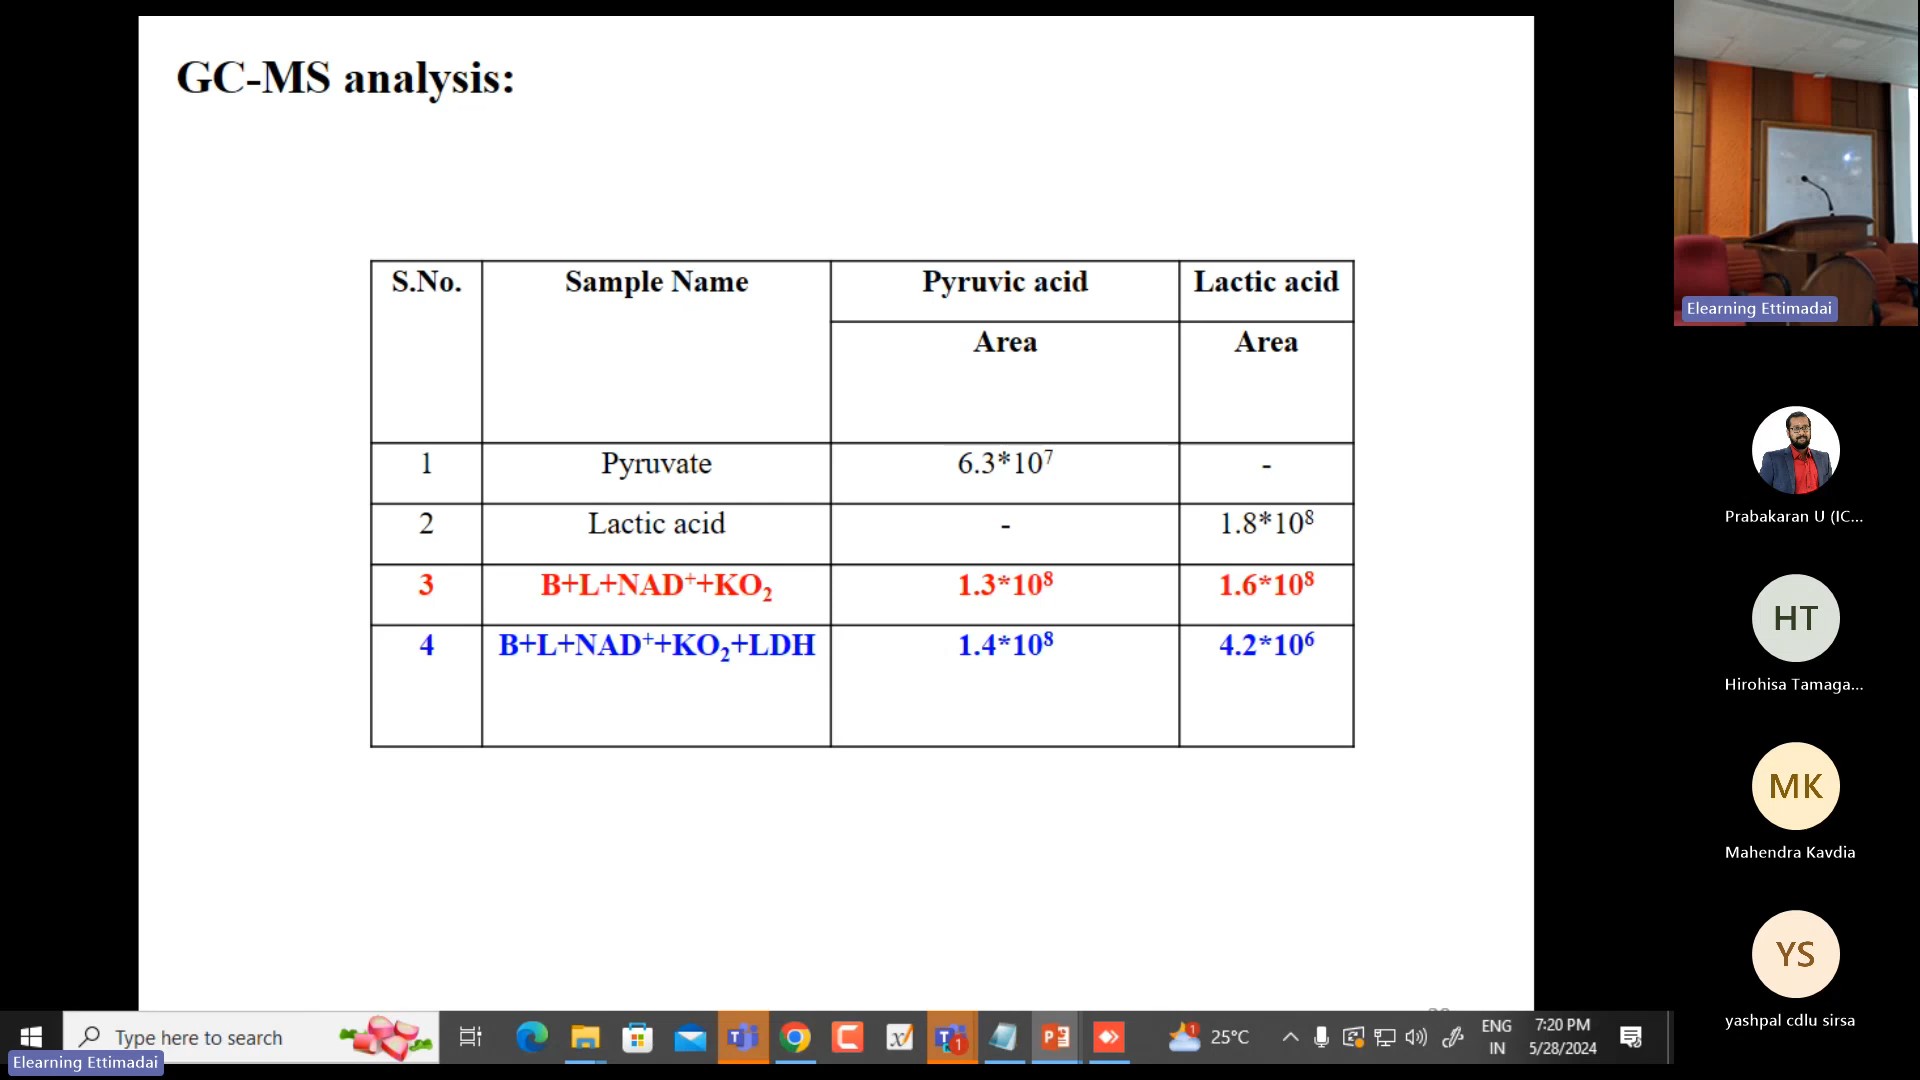 GC-MS analysis:
S.No. Sample Name Pyruvic acid Lactic acid
Area Area
1 Pyruvate 6.3*10⁷ -
2 Lactic acid - 1.8*10⁸
3 B+L+NAD⁺+KO₂ 1.3*10⁸ 1.6*10⁸
4 B+L+NAD⁺+KO₂+LDH 1.4*10⁸ 4.2*10⁶
Elearning Ettimadai
Prabakaran U (IC...
HT
Hirohisa Tamaga...
MK
Mahendra Kavdia
YS
yashpal cdlu sirsa
Type here to search
1
1
25°C
ENG
IN
7:20 PM
5/28/2024
Elearning Ettimadai